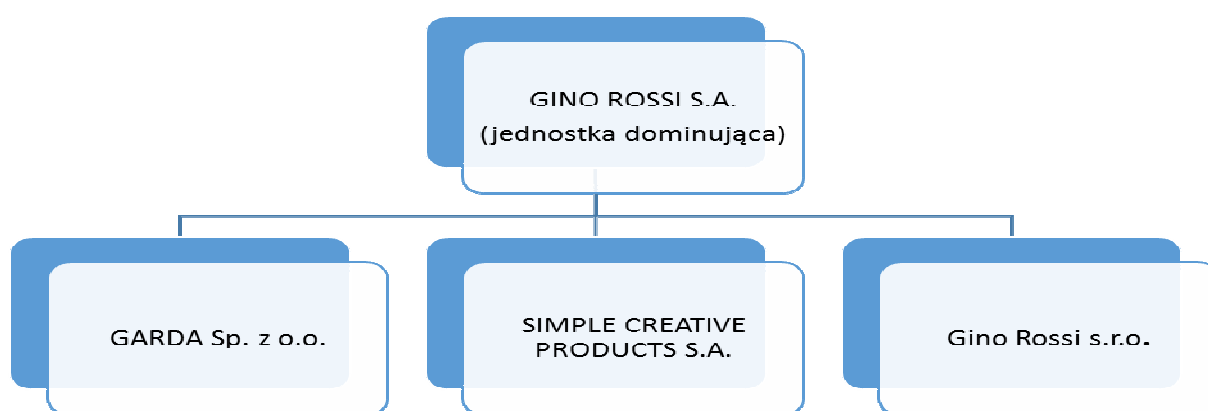 GINO ROSSI S.A.
(jednostka dominująca)
GARDA Sp. z o.o.
SIMPLE CREATIVE
PRODUCTS S.A.
Gino Rossi s.r.o.